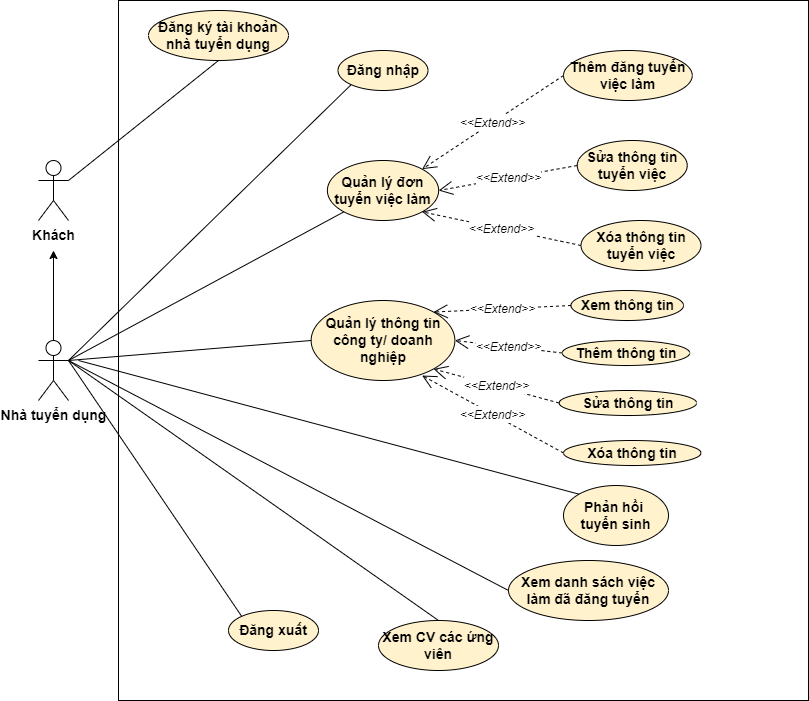 Đăng ký tài khoản
nhà tuyển dụng
Đăng nhập
Thêm đăng tuyển
việc làm
<<Extend>>
Sửa thông tin
tuyển việc
<<Extend>>
Quản lý đơn
tuyển việc làm
<<Extend>>
Xóa thông tin
tuyển việc
Khách
Xem thông tin
<<Extend>>
Quản lý thông tin
công ty/ doanh
nghiệp
<<Extend>>
Thêm thông tin
<<Extend>>
Sửa thông tin
<<Extend>>
Xóa thông tin
Nhà tuyển dụng
Phản hồi
tuyển sinh
Xem danh sách việc
làm đã đăng tuyển
Đăng xuất
Xem CV các ứng
viên